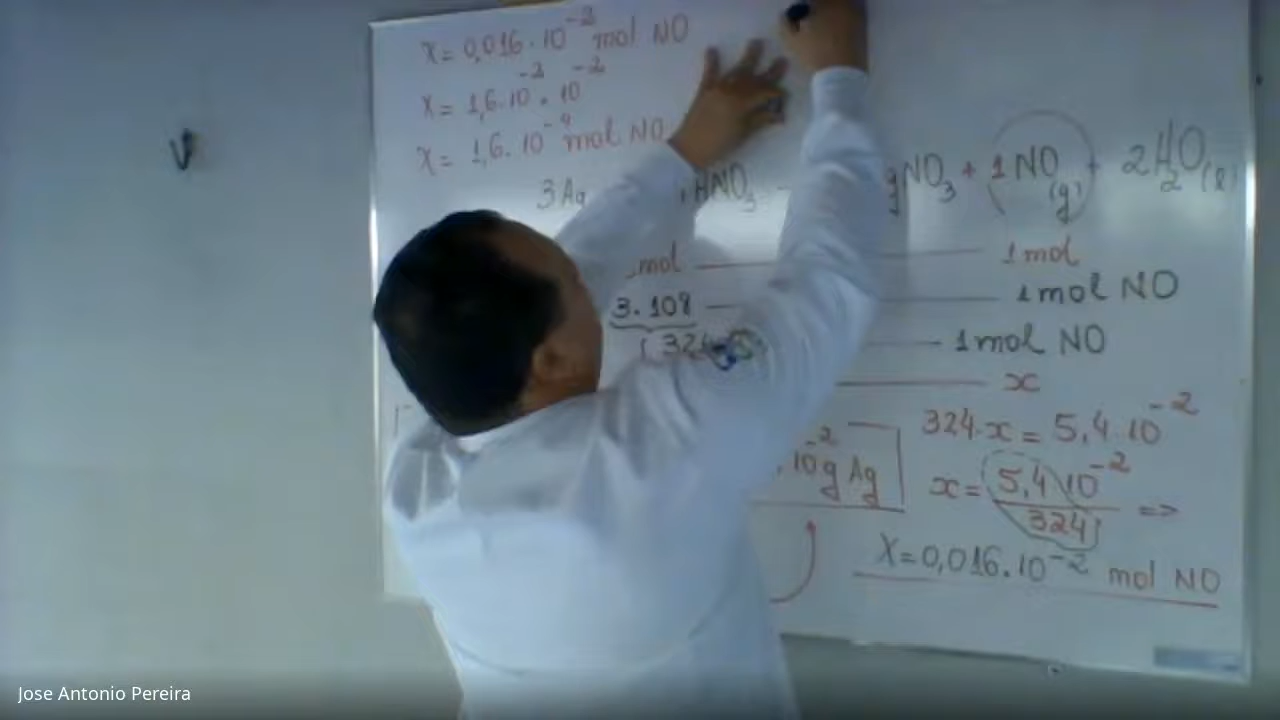 X = 0,016 · 10⁻² mol NO
X = 1,6 · 10⁻² · 10⁻²
X = 1,6 · 10⁻⁴ mol NO
3 Ag HNO₃ gNO₃ + 1 NO(g) + 2 H₂O(l)
mol — 1 mol
3 · 108 — 1 mol NO
324 — 1 mol NO
— x
324 · x = 5,4 · 10⁻²
· 10⁻² g Ag
x = 5,4 · 10⁻² / 324 =>
X = 0,016 · 10⁻² mol NO
Jose Antonio Pereira